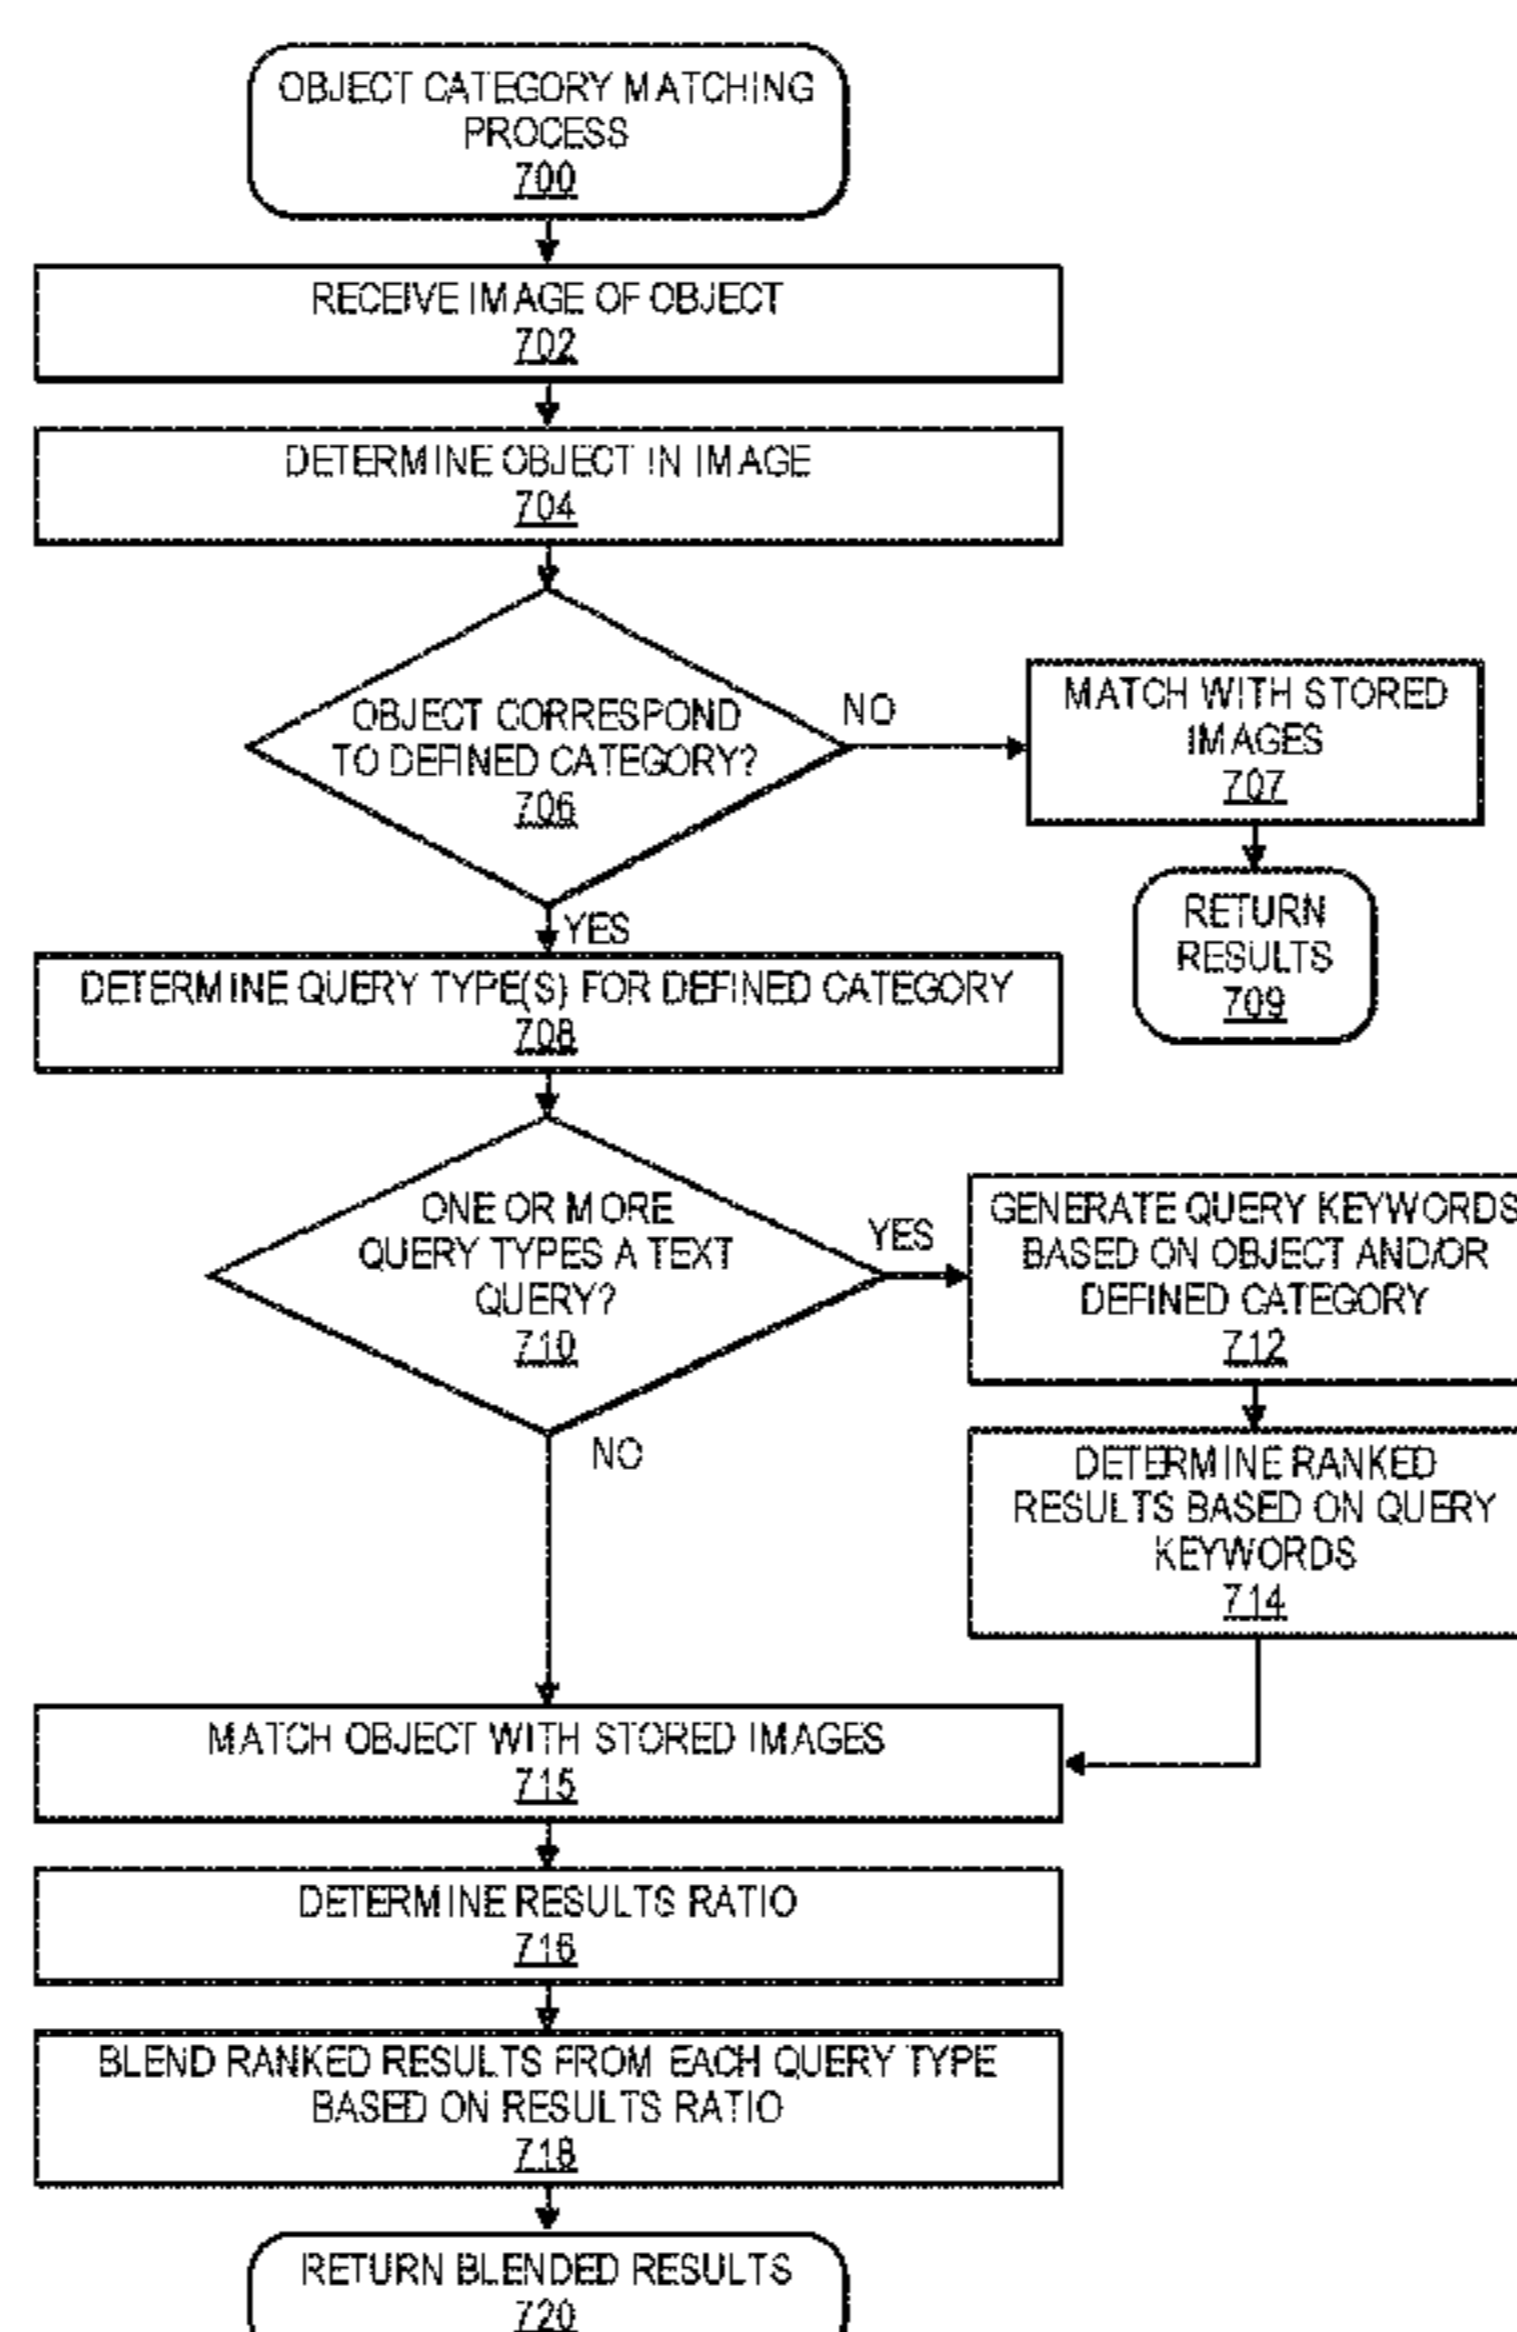 OBJECT CATEGORY MATCHING
PROCESS
700
RECEIVE IMAGE OF OBJECT
702
DETERMINE OBJECT IN IMAGE
704
OBJECT CORRESPOND
TO DEFINED CATEGORY?
706
NO
MATCH WITH STORED
IMAGES
707
RETURN
RESULTS
709
YES
DETERMINE QUERY TYPE(S) FOR DEFINED CATEGORY
708
ONE OR MORE
QUERY TYPES A TEXT
QUERY?
710
YES
GENERATE QUERY KEYWORDS
BASED ON OBJECT AND/OR
DEFINED CATEGORY
712
DETERMINE RANKED
RESULTS BASED ON QUERY
KEYWORDS
714
NO
MATCH OBJECT WITH STORED IMAGES
715
DETERMINE RESULTS RATIO
716
BLEND RANKED RESULTS FROM EACH QUERY TYPE
BASED ON RESULTS RATIO
718
RETURN BLENDED RESULTS
720